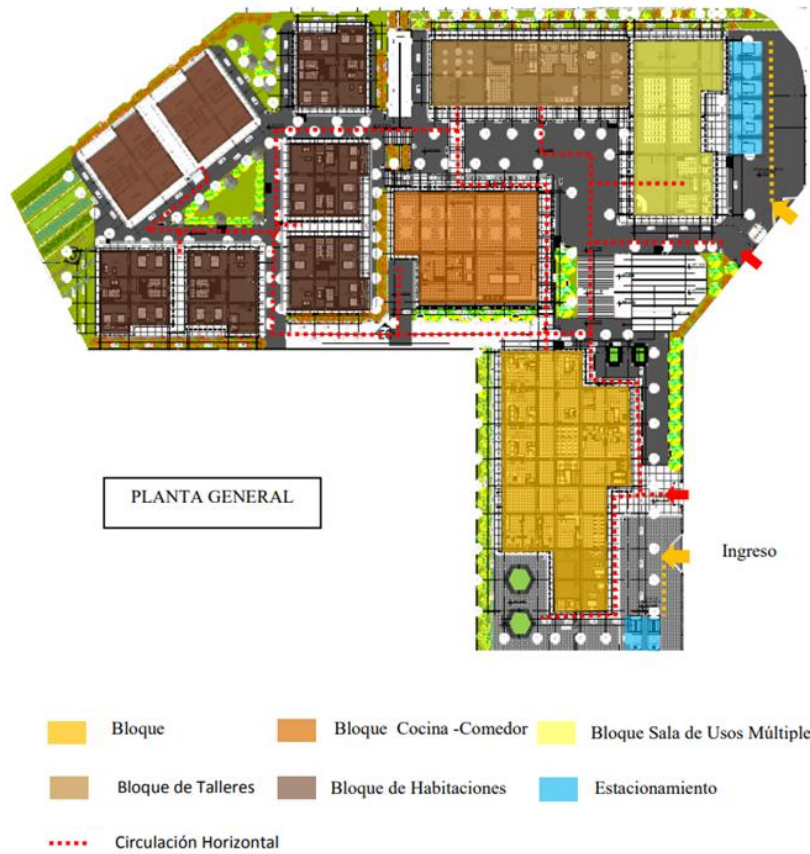 PLANTA GENERAL
Ingreso
Bloque
Bloque Cocina -Comedor
Bloque Sala de Usos Múltiple
Bloque de Talleres
Bloque de Habitaciones
Estacionamiento
Circulación Horizontal